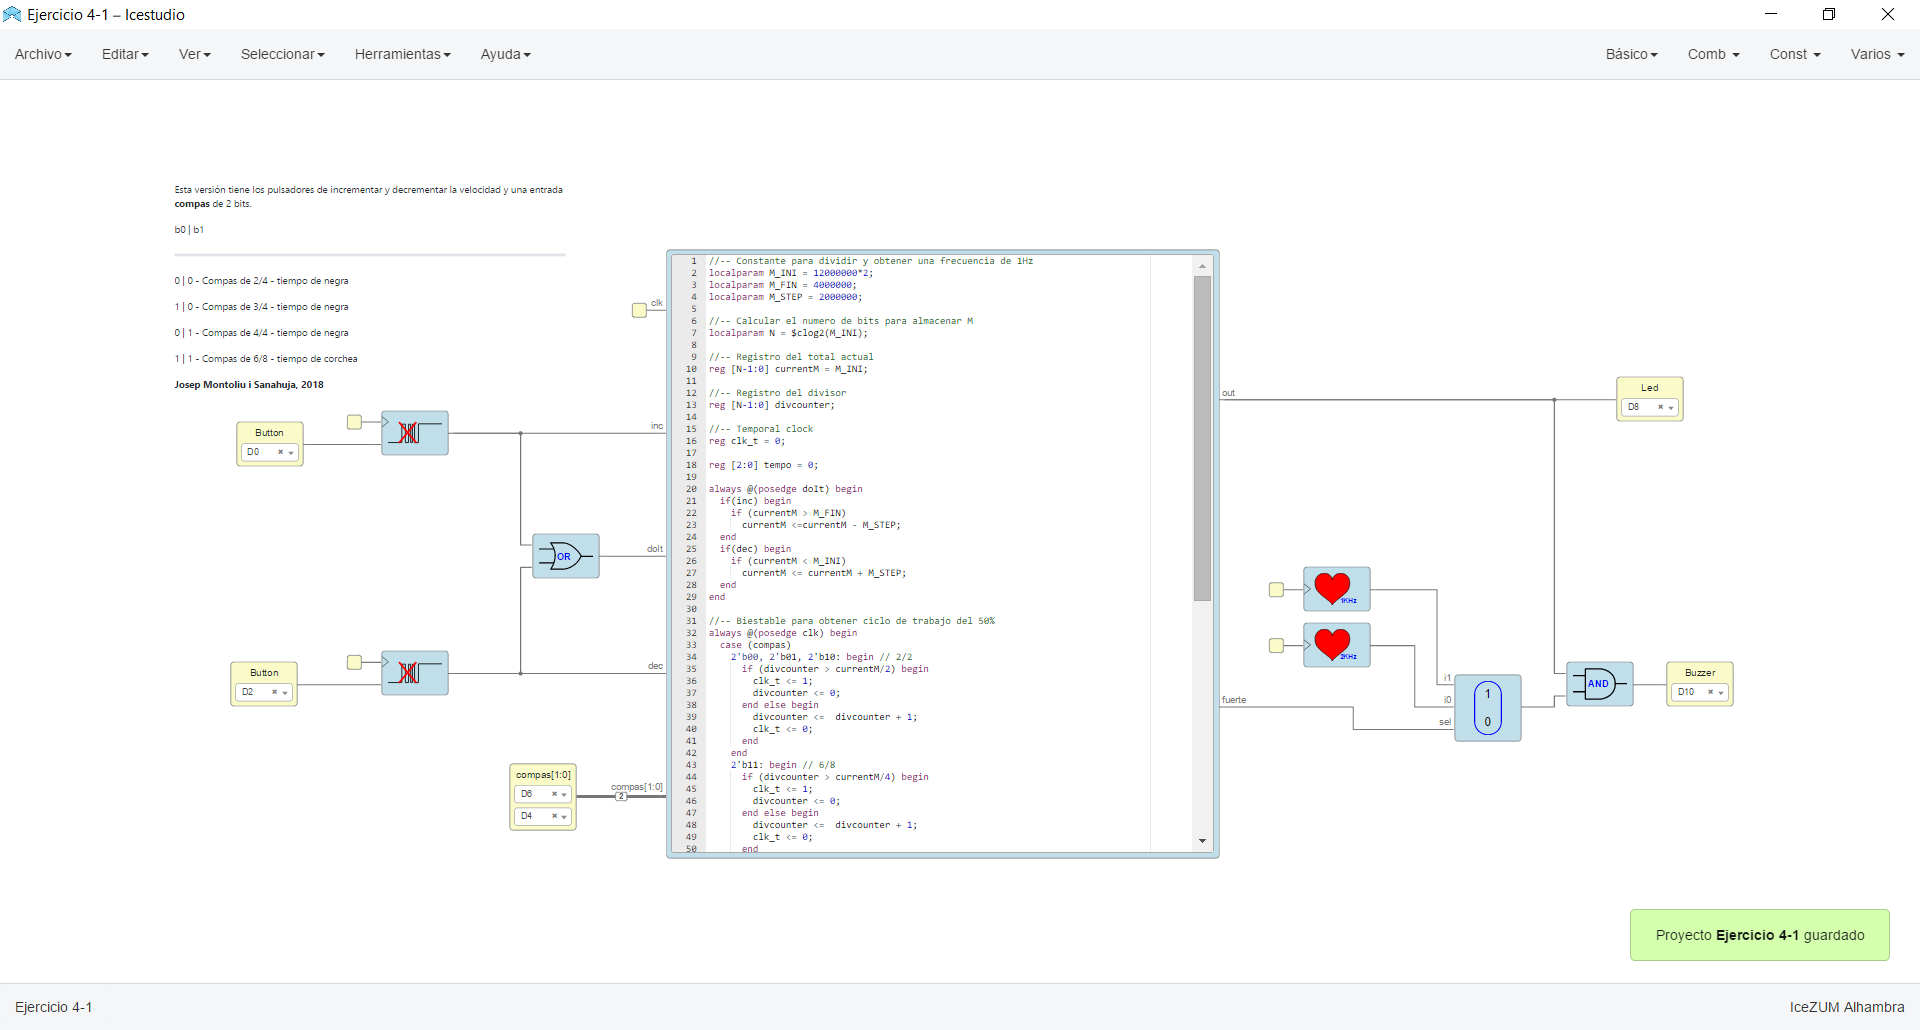 Ejercicio 4-1 – Icestudio
Archivo Editar Ver Seleccionar Herramientas Ayuda Básico Comb Const Varios
Esta versión tiene los pulsadores de incrementar y decrementar la velocidad y una entrada
compas de 2 bits.
b0 | b1
0 | 0 - Compas de 2/4 - tiempo de negra
1 | 0 - Compas de 3/4 - tiempo de negra
0 | 1 - Compas de 4/4 - tiempo de negra
1 | 1 - Compas de 6/8 - tiempo de corchea
Josep Montoliu i Sanahuja, 2018
Button
D0
Button
D2
OR
compas[1:0]
D6
D4
clk
inc
doIt
dec
compas[1:0]
2
1 //-- Constante para dividir y obtener una frecuencia de 1Hz
2 localparam M_INI = 12000000*2;
3 localparam M_FIN = 4000000;
4 localparam M_STEP = 2000000;
5
6 //-- Calcular el numero de bits para almacenar M
7 localparam N = $clog2(M_INI);
8
9 //-- Registro del total actual
10 reg [N-1:0] currentM = M_INI;
11
12 //-- Registro del divisor
13 reg [N-1:0] divcounter;
14
15 //-- Temporal clock
16 reg clk_t = 0;
17
18 reg [2:0] tempo = 0;
19
20 always @(posedge doIt) begin
21 if(inc) begin
22 if (currentM > M_FIN)
23 currentM <=currentM - M_STEP;
24 end
25 if(dec) begin
26 if (currentM < M_INI)
27 currentM <= currentM + M_STEP;
28 end
29 end
30
31 //-- Biestable para obtener ciclo de trabajo del 50%
32 always @(posedge clk) begin
33 case (compas)
34 2'b00, 2'b01, 2'b10: begin // 2/2
35 if (divcounter > currentM/2) begin
36 clk_t <= 1;
37 divcounter <= 0;
38 end else begin
39 divcounter <= divcounter + 1;
40 clk_t <= 0;
41 end
42 end
43 2'b11: begin // 6/8
44 if (divcounter > currentM/4) begin
45 clk_t <= 1;
46 divcounter <= 0;
47 end else begin
48 divcounter <= divcounter + 1;
49 clk_t <= 0;
50 end
out
fuerte
Led
D8
1KHz
2KHz
i1
i0
sel
1
0
AND
Buzzer
D10
Proyecto Ejercicio 4-1 guardado
Ejercicio 4-1
IceZUM Alhambra